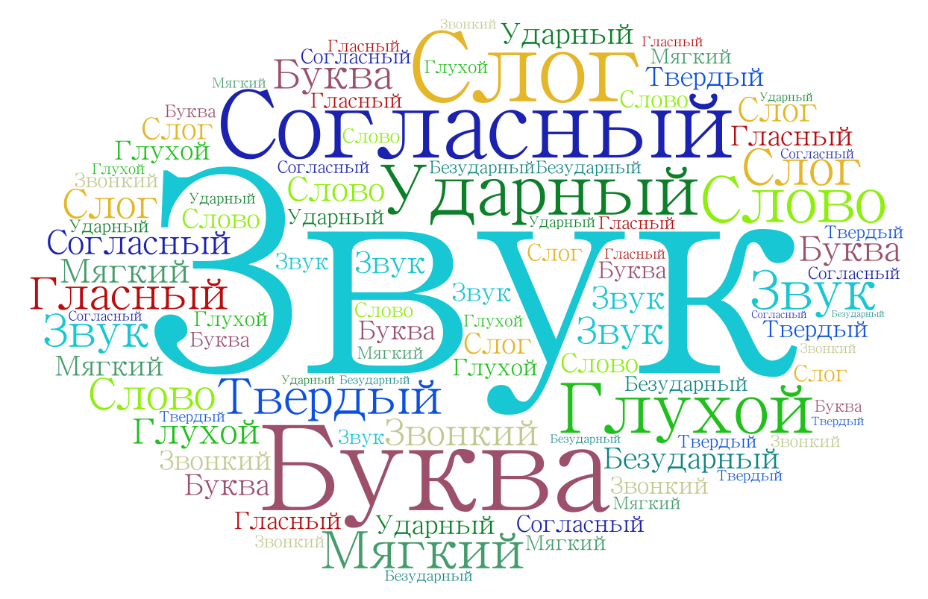 Звонкий
Ударный
Гласный
Гласный
Слог
Согласный
Мягкий
Глухой
Буква
Твердый
Мягкий
Слово
Ударный
Гласный
Слог
Буква
Согласный
Слог
Слово
Гласный
Глухой
Согласный
Слог
Глухой
Согласный
Безударный
Безударный
Звонкий
Слово
Ударный
Слово
Ударный
Слог
Слово
Ударный
Ударный
Ударный
Гласный
Твердый
Согласный
Звук
Слог
Гласный
Буква
Мягкий
Звук
Звук
Буква
Согласный
Гласный
Звук
Звук
Звук
Слово
Согласный
Звук
Глухой
Буква
Глухой
Звук
Согласный
Безударный
Твердый
Буква
Мягкий
Слог
Звонкий
Мягкий
Глухой
Слово
Слог
Ударный
Безударный
Безударный
Слово
Твердый
Глухой
Буква
Твердый
Твердый
Глухой
Звук
Звонкий
Безударный
Твердый
Звонкий
Буква
Звонкий
Безударный
Твердый
Буква
Звонкий
Мягкий
Гласный
Ударный
Согласный
Звонкий
Мягкий
Мягкий
Безударный